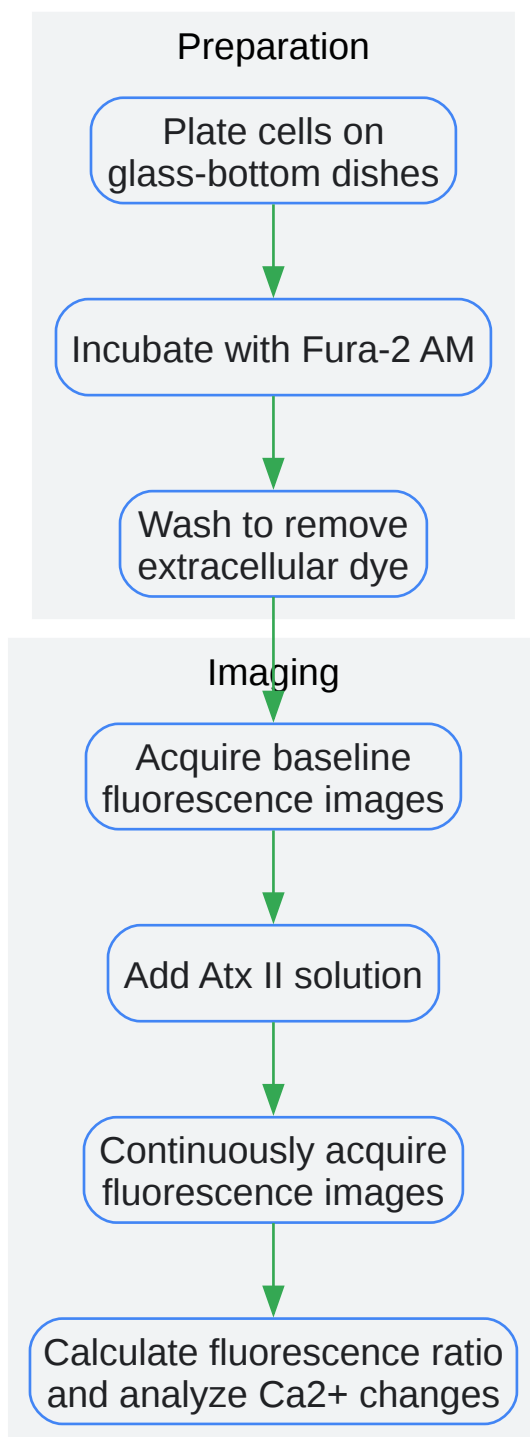 Preparation
Plate cells on
glass-bottom dishes
Incubate with Fura-2 AM
Wash to remove
extracellular dye
Imaging
Acquire baseline
fluorescence images
Add Atx II solution
Continuously acquire
fluorescence images
Calculate fluorescence ratio
and analyze Ca2+ changes